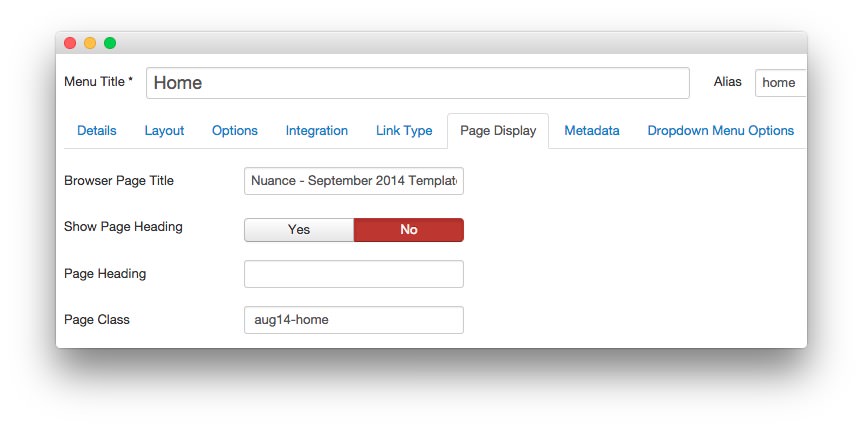 Menu Title * Home Alias home
Details Layout Options Integration Link Type Page Display Metadata Dropdown Menu Options
Browser Page Title Nuance - September 2014 Templat
Show Page Heading Yes No
Page Heading
Page Class aug14-home